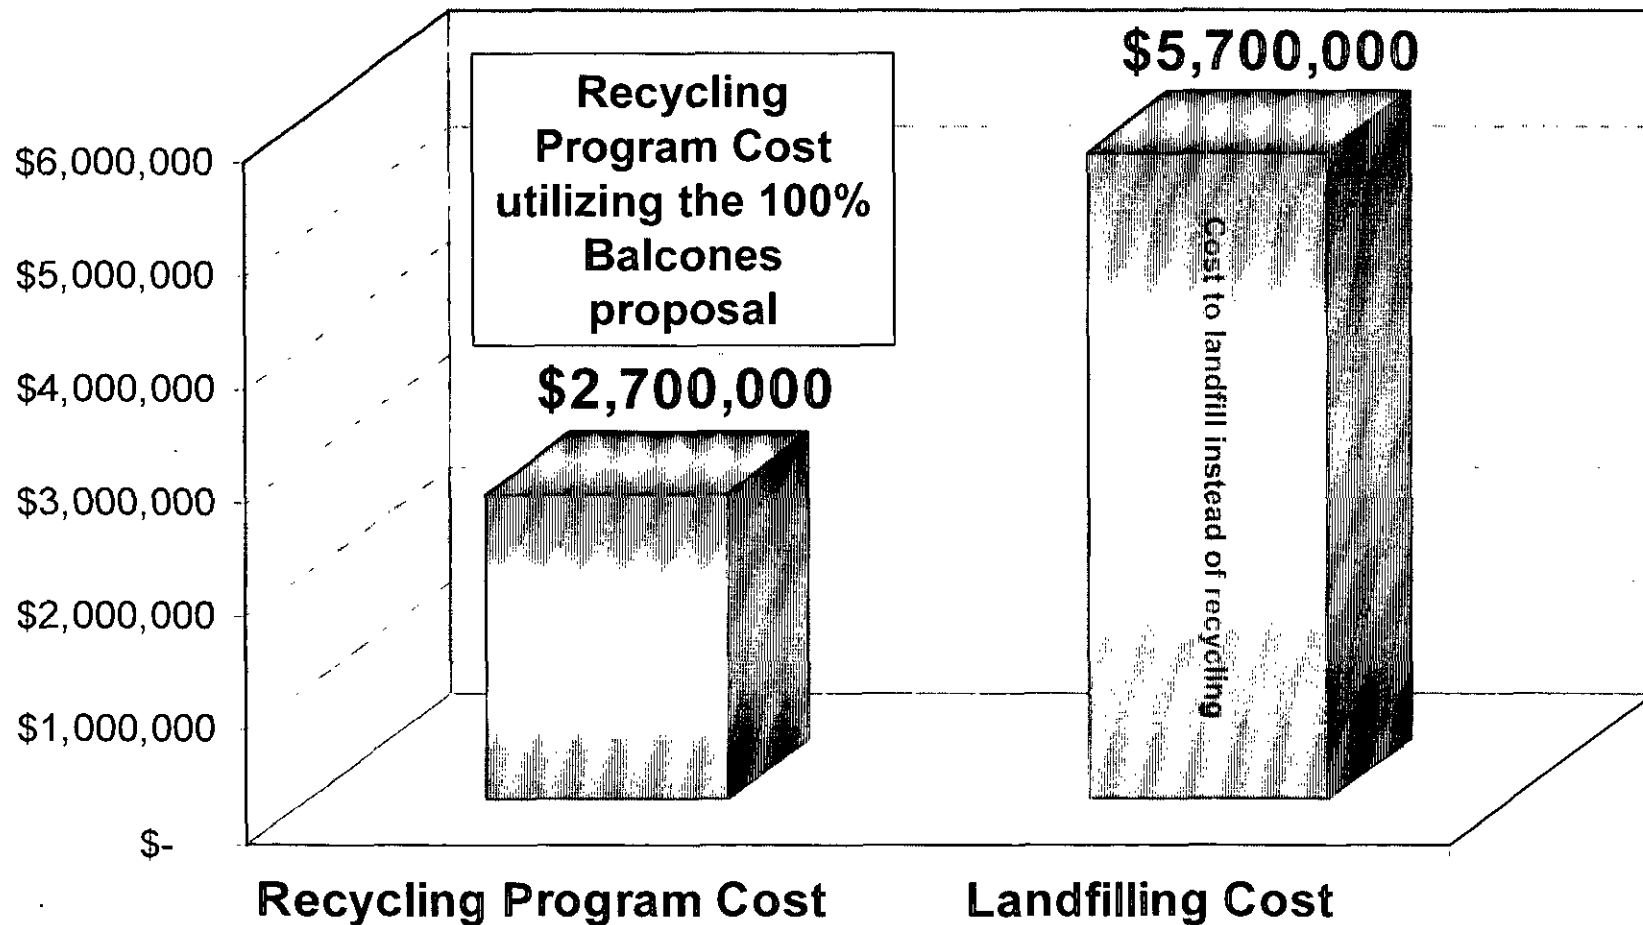 $5,700,000
Recycling
Program Cost
utilizing the 100%
Balcones
proposal
$2,700,000
$6,000,000
$5,000,000
$4,000,000
$3,000,000
$2,000,000
$1,000,000
$-
Cost to landfill instead of recycling
Recycling Program Cost
Landfilling Cost